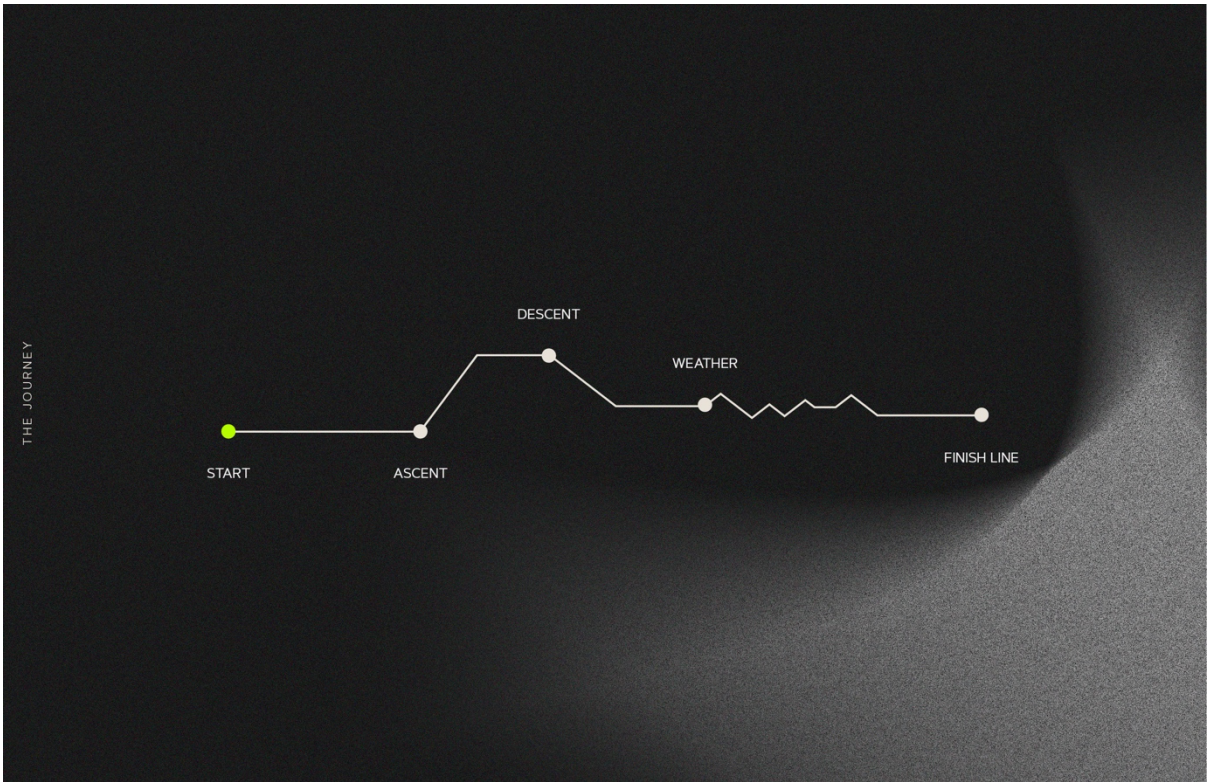 THE JOURNEY
START
ASCENT
DESCENT
WEATHER
FINISH LINE